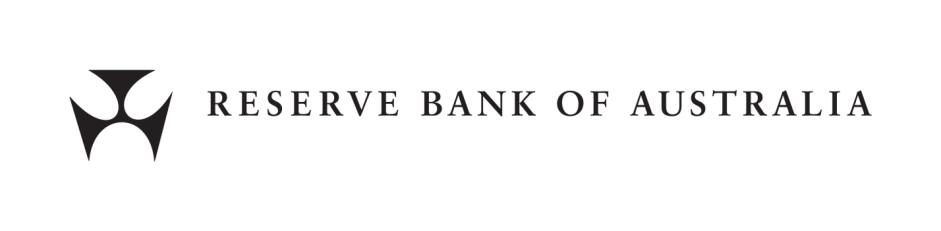 RESERVE BANK OF AUSTRALIA